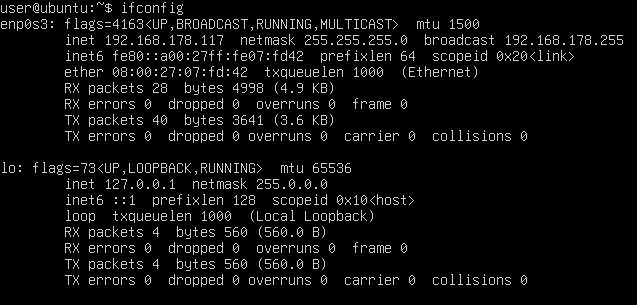 user@ubuntu:~$ ifconfig
enp0s3: flags=4163<UP,BROADCAST,RUNNING,MULTICAST>  mtu 1500
        inet 192.168.178.117  netmask 255.255.255.0  broadcast 192.168.178.255
        inet6 fe80::a00:27ff:fe07:fd42  prefixlen 64  scopeid 0x20<link>
        ether 08:00:27:07:fd:42  txqueuelen 1000  (Ethernet)
        RX packets 28  bytes 4998 (4.9 KB)
        RX errors 0  dropped 0  overruns 0  frame 0
        TX packets 40  bytes 3641 (3.6 KB)
        TX errors 0  dropped 0 overruns 0  carrier 0  collisions 0

lo: flags=73<UP,LOOPBACK,RUNNING>  mtu 65536
        inet 127.0.0.1  netmask 255.0.0.0
        inet6 ::1  prefixlen 128  scopeid 0x10<host>
        loop  txqueuelen 1000  (Local Loopback)
        RX packets 4  bytes 560 (560.0 B)
        RX errors 0  dropped 0  overruns 0  frame 0
        TX packets 4  bytes 560 (560.0 B)
        TX errors 0  dropped 0 overruns 0  carrier 0  collisions 0